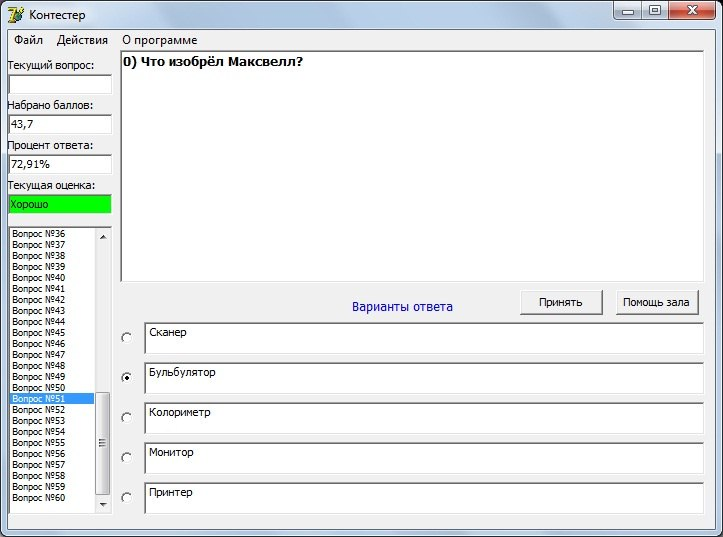 Контестер
Файл Действия О программе
Текущий вопрос:
Набрано баллов:
43,7
Процент ответа:
72,91%
Текущая оценка:
Хорошо
Вопрос №36
Вопрос №37
Вопрос №38
Вопрос №39
Вопрос №40
Вопрос №41
Вопрос №42
Вопрос №43
Вопрос №44
Вопрос №45
Вопрос №46
Вопрос №47
Вопрос №48
Вопрос №49
Вопрос №50
Вопрос №51
Вопрос №52
Вопрос №53
Вопрос №54
Вопрос №55
Вопрос №56
Вопрос №57
Вопрос №58
Вопрос №59
Вопрос №60
0) Что изобрёл Максвелл?
Варианты ответа
Принять
Помощь зала
Сканер
Бульбулятор
Колориметр
Монитор
Принтер